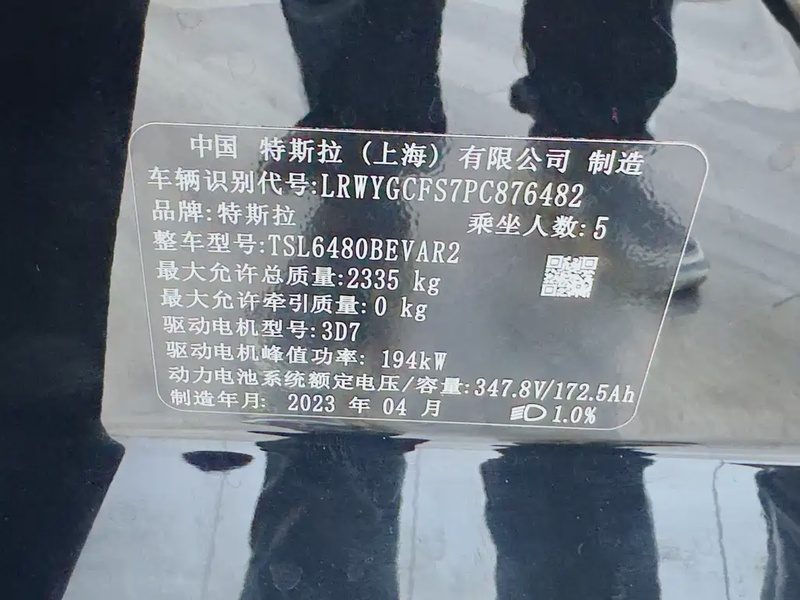 中国 特斯拉 (上海) 有限公司 制造
车辆识别代号:LRWYGCFS7PC876482
品牌:特斯拉 乘坐人数:5
整车型号:TSL6480BEVAR2
最大允许总质量:2335 kg
最大允许牵引质量:0 kg
驱动电机型号:3D7
驱动电机峰值功率: 194kW
动力电池系统额定电压/容量:347.8V/172.5Ah
制造年月: 2023 年 04 月 1.0%